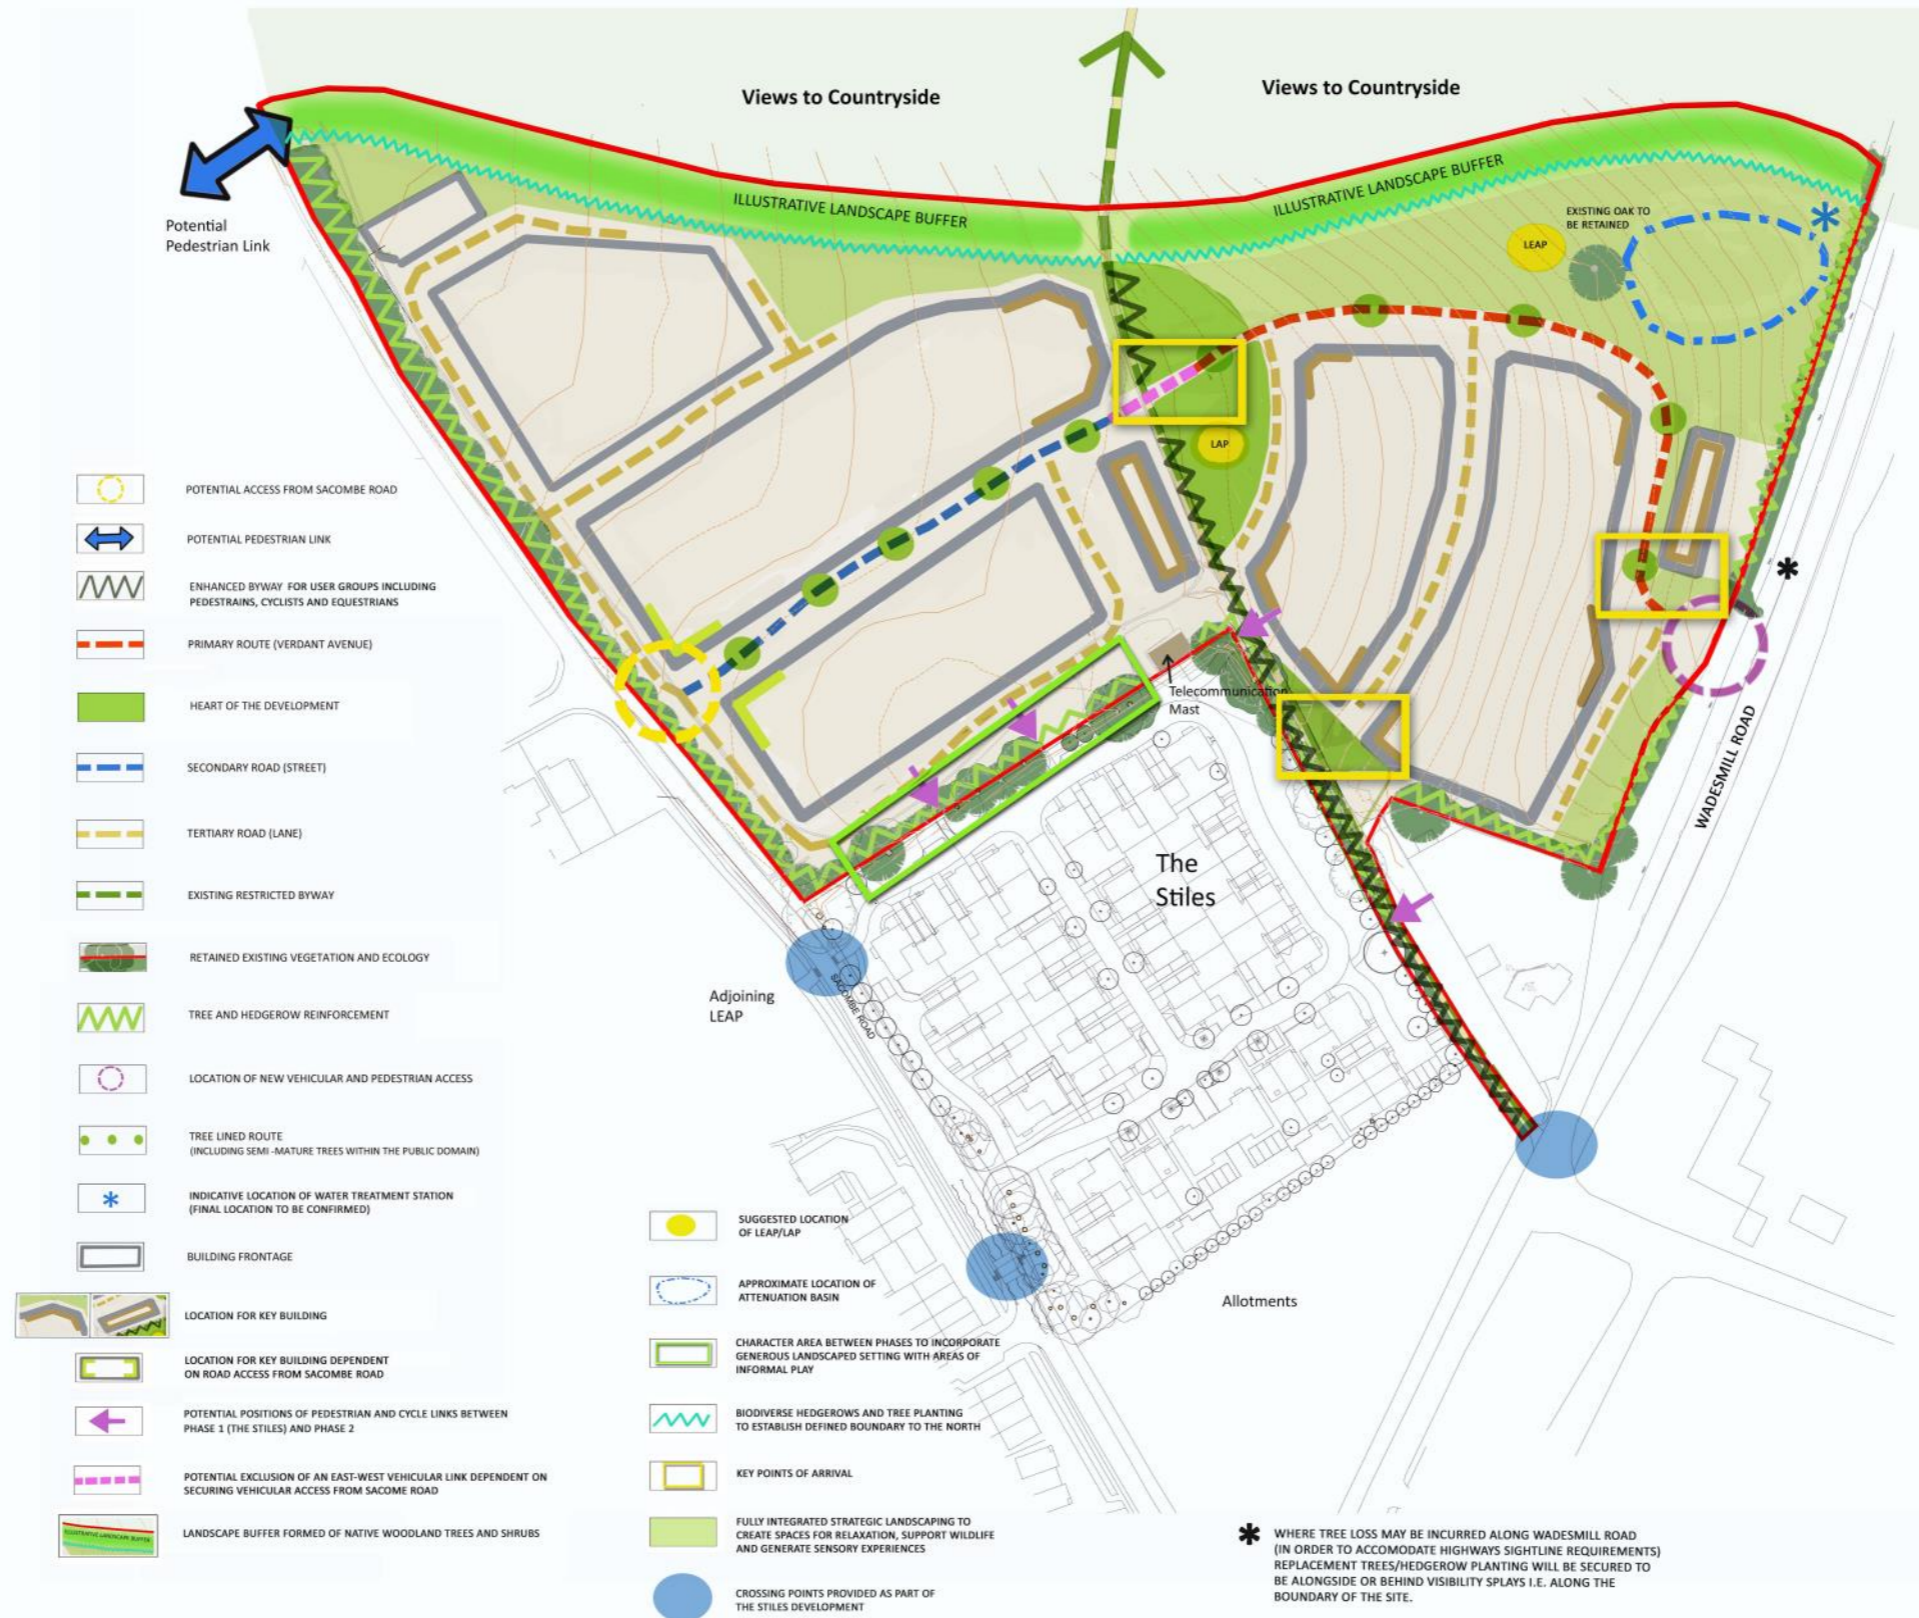 Views to Countryside
Views to Countryside
ILLUSTRATIVE LANDSCAPE BUFFER
ILLUSTRATIVE LANDSCAPE BUFFER
Potential
Pedestrian Link
EXISTING OAK TO
BE RETAINED
LEAP
LAP
Telecommunication
Mast
WADESMILL ROAD
The
Stiles
Adjoining
LEAP
SACOMBE ROAD
Allotments
POTENTIAL ACCESS FROM SACOMBE ROAD
POTENTIAL PEDESTRIAN LINK
ENHANCED BYWAY FOR USER GROUPS INCLUDING
PEDESTRAINS, CYCLISTS AND EQUESTRIANS
PRIMARY ROUTE (VERDANT AVENUE)
HEART OF THE DEVELOPMENT
SECONDARY ROAD (STREET)
TERTIARY ROAD (LANE)
EXISTING RESTRICTED BYWAY
RETAINED EXISTING VEGETATION AND ECOLOGY
TREE AND HEDGEROW REINFORCEMENT
LOCATION OF NEW VEHICULAR AND PEDESTRIAN ACCESS
TREE LINED ROUTE
(INCLUDING SEMI -MATURE TREES WITHIN THE PUBLIC DOMAIN)
INDICATIVE LOCATION OF WATER TREATMENT STATION
(FINAL LOCATION TO BE CONFIRMED)
BUILDING FRONTAGE
LOCATION FOR KEY BUILDING
LOCATION FOR KEY BUILDING DEPENDENT
ON ROAD ACCESS FROM SACOMBE ROAD
POTENTIAL POSITIONS OF PEDESTRIAN AND CYCLE LINKS BETWEEN
PHASE 1 (THE STILES) AND PHASE 2
POTENTIAL EXCLUSION OF AN EAST-WEST VEHICULAR LINK DEPENDENT ON
SECURING VEHICULAR ACCESS FROM SACOME ROAD
ILLUSTRATIVE LANDSCAPE BUFFER
LANDSCAPE BUFFER FORMED OF NATIVE WOODLAND TREES AND SHRUBS
SUGGESTED LOCATION
OF LEAP/LAP
APPROXIMATE LOCATION OF
ATTENUATION BASIN
CHARACTER AREA BETWEEN PHASES TO INCORPORATE
GENEROUS LANDSCAPED SETTING WITH AREAS OF
INFORMAL PLAY
BIODIVERSE HEDGEROWS AND TREE PLANTING
TO ESTABLISH DEFINED BOUNDARY TO THE NORTH
KEY POINTS OF ARRIVAL
FULLY INTEGRATED STRATEGIC LANDSCAPING TO
CREATE SPACES FOR RELAXATION, SUPPORT WILDLIFE
AND GENERATE SENSORY EXPERIENCES
CROSSING POINTS PROVIDED AS PART OF
THE STILES DEVELOPMENT
* WHERE TREE LOSS MAY BE INCURRED ALONG WADESMILL ROAD
(IN ORDER TO ACCOMODATE HIGHWAYS SIGHTLINE REQUIREMENTS)
REPLACEMENT TREES/HEDGEROW PLANTING WILL BE SECURED TO
BE ALONGSIDE OR BEHIND VISIBILITY SPLAYS I.E. ALONG THE
BOUNDARY OF THE SITE.